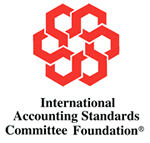 International
Accounting Standards
Committee Foundation®